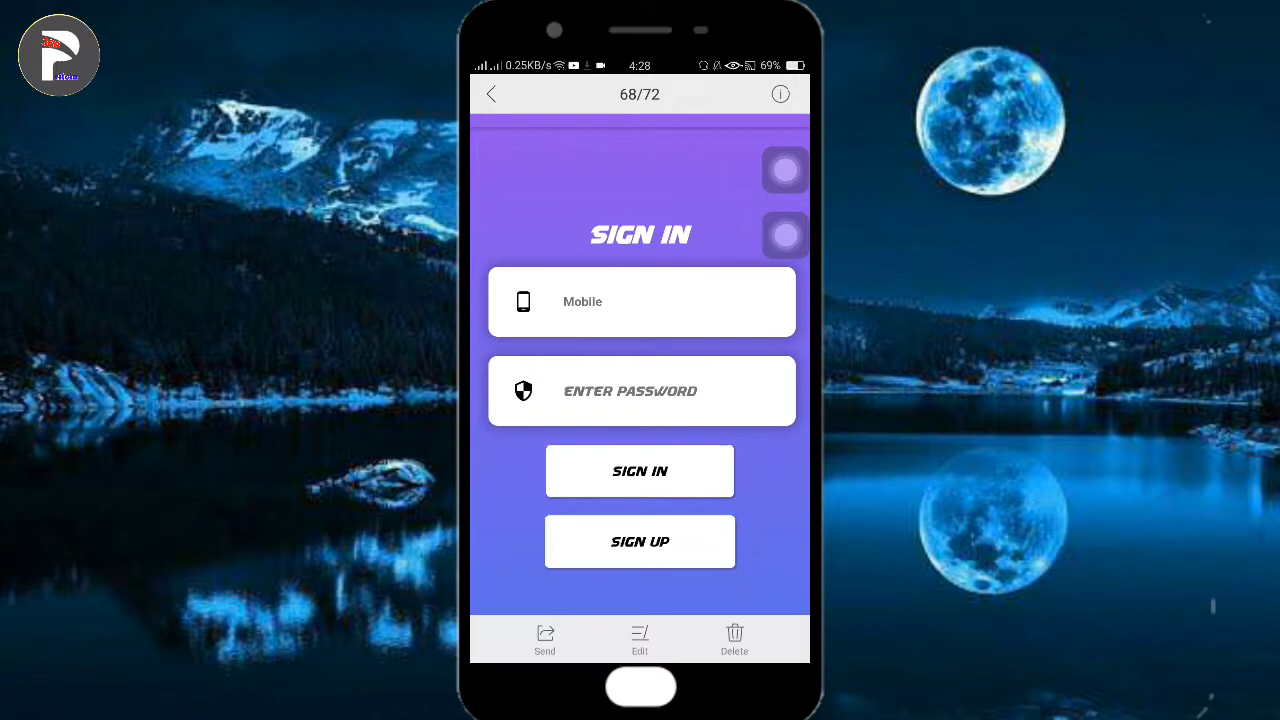 0.25KB/s
4:28
69%
68/72
SIGN IN
Mobile
ENTER PASSWORD
SIGN IN
SIGN UP
Send
Edit
Delete